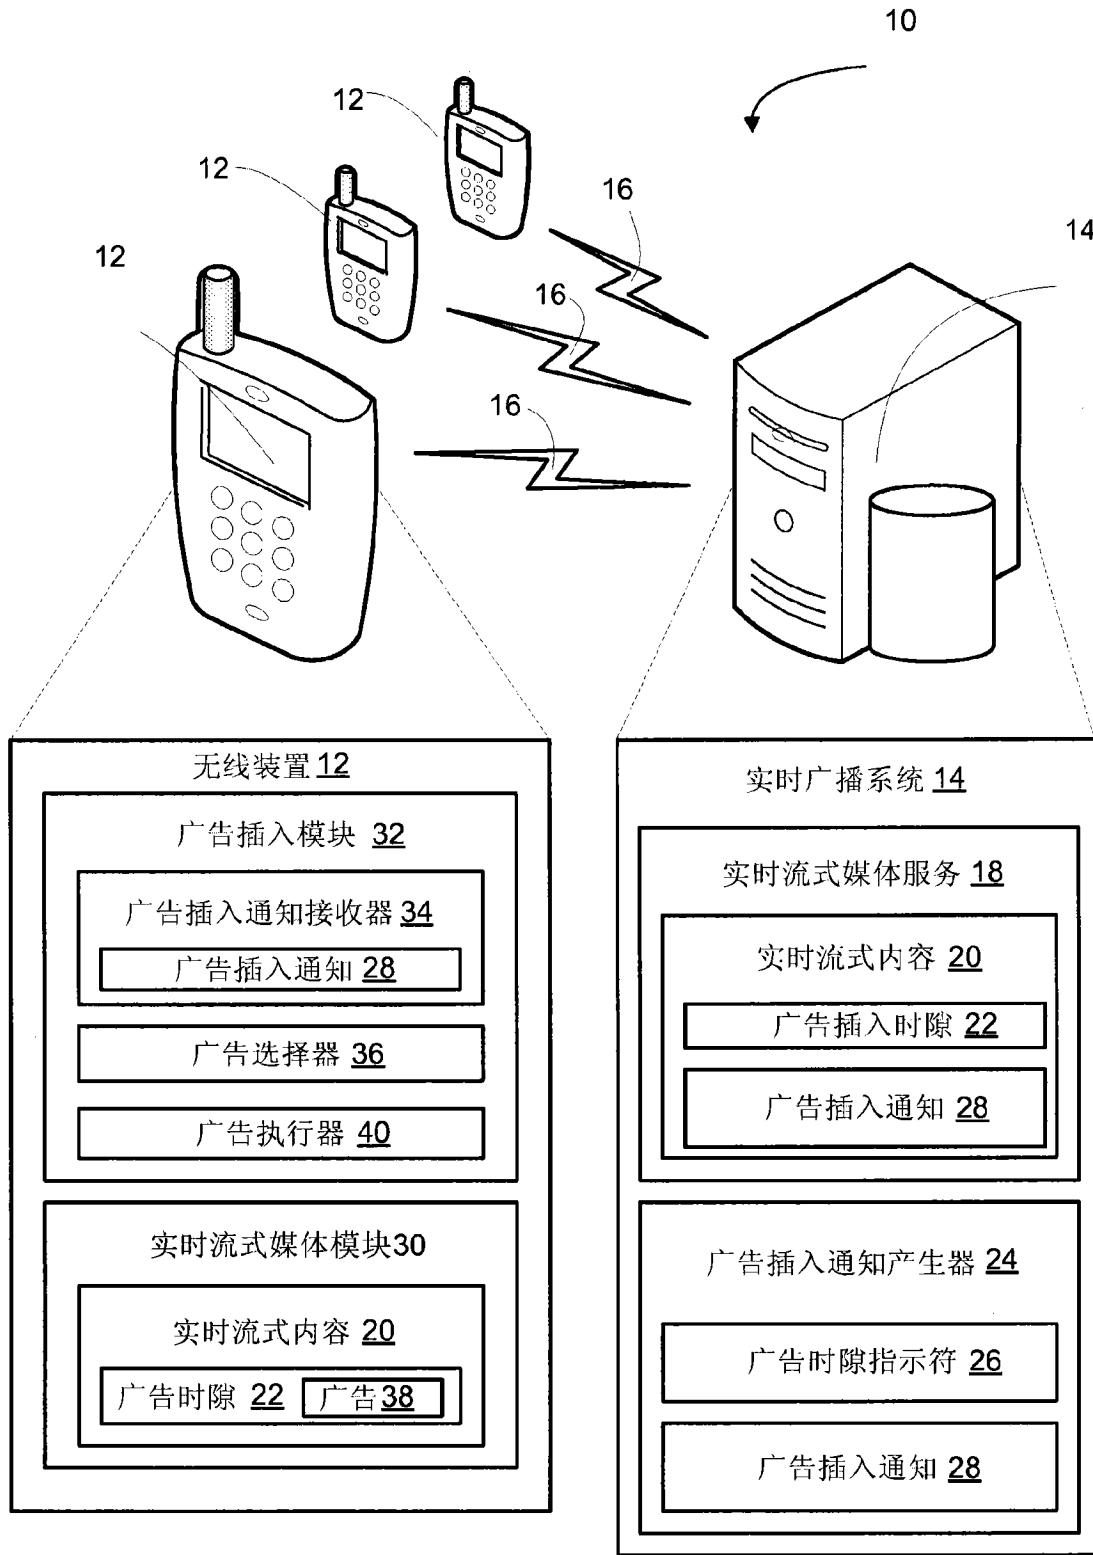 10
12
12
16
12
14
16
16
无线装置 12
广告插入模块 32
广告插入通知接收器 34
广告插入通知 28
广告选择器 36
广告执行器 40
实时流式媒体模块30
实时流式内容 20
广告时隙 22 广告38
实时广播系统 14
实时流式媒体服务 18
实时流式内容 20
广告插入时隙 22
广告插入通知 28
广告插入通知产生器 24
广告时隙指示符 26
广告插入通知 28